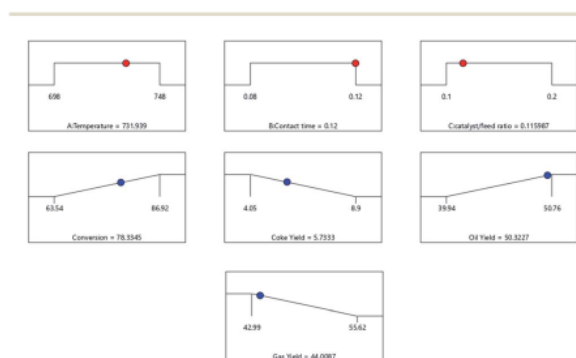 698 748
A:Temperature = 731.939
0.08 0.12
B:Contact time = 0.12
0.1 0.2
C:catalyst/feed ratio = 0.115987
63.54 86.92
Conversion = 78.3345
4.05 8.9
Coke Yield = 5.7333
39.94 50.76
Oil Yield = 50.3227
42.99 55.62
Gas Yield = 44.0087